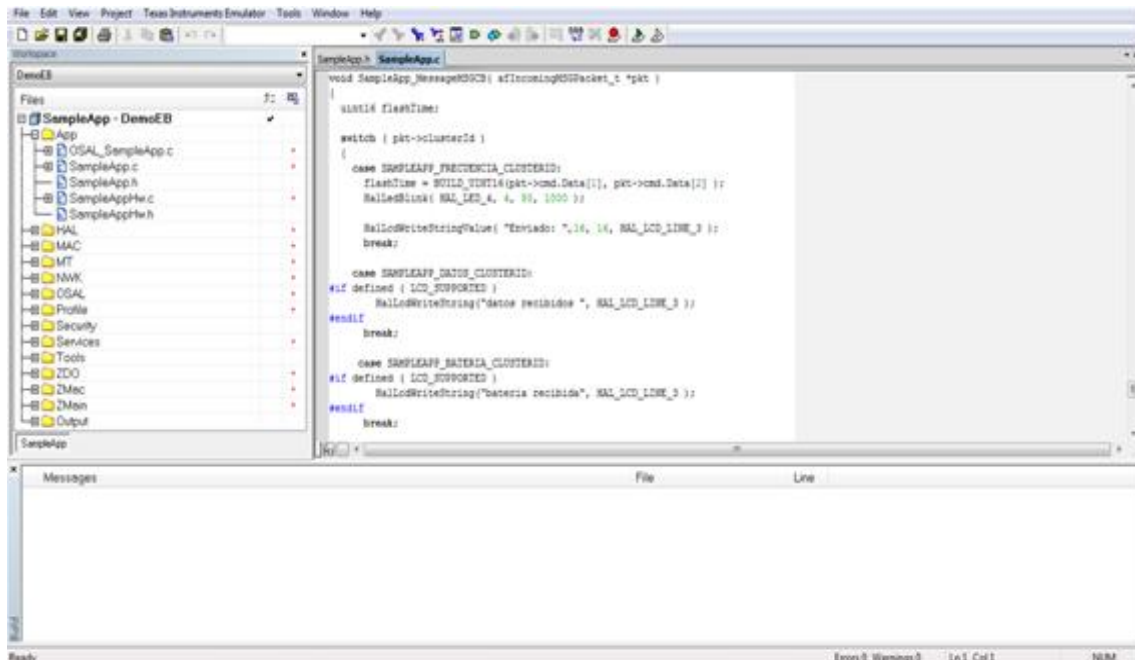 File Edit View Project Texas Instruments Emulator Tools Window Help
Workspace
DemoEB
Files
SampleApp - DemoEB
App
OSAL_SampleApp.c
SampleApp.c
SampleApp.h
SampleAppHw.c
SampleAppHw.h
HAL
MAC
MT
NWK
OSAL
Profile
Security
Services
Tools
ZDO
ZMac
ZMain
Output
SampleApp
SampleApp.h SampleApp.c
void SampleApp_MessageMSGCB( afIncomingMSGPacket_t *pkt )
{
uint16 flashTime;
switch ( pkt->clusterId )
{
case SAMPLEAPP_FRECUENCIA_CLUSTERID:
flashTime = BUILD_UINT16(pkt->cmd.Data[1], pkt->cmd.Data[2] );
HalLedBlink( HAL_LED_4, 4, 50, 1000 );
HalLcdWriteStringValue( "Enviado: ",16, 16, HAL_LCD_LINE_3 );
break;
case SAMPLEAPP_DATOS_CLUSTERID:
#if defined ( LCD_SUPPORTED )
HalLcdWriteString("datos recibidos ", HAL_LCD_LINE_3 );
#endif
break;
case SAMPLEAPP_BATERIA_CLUSTERID:
#if defined ( LCD_SUPPORTED )
HalLcdWriteString("bateria recibida", HAL_LCD_LINE_3 );
#endif
break;
Messages File Line
Ready Errors 0, Warnings 0 Ln 1, Col 1 NUM